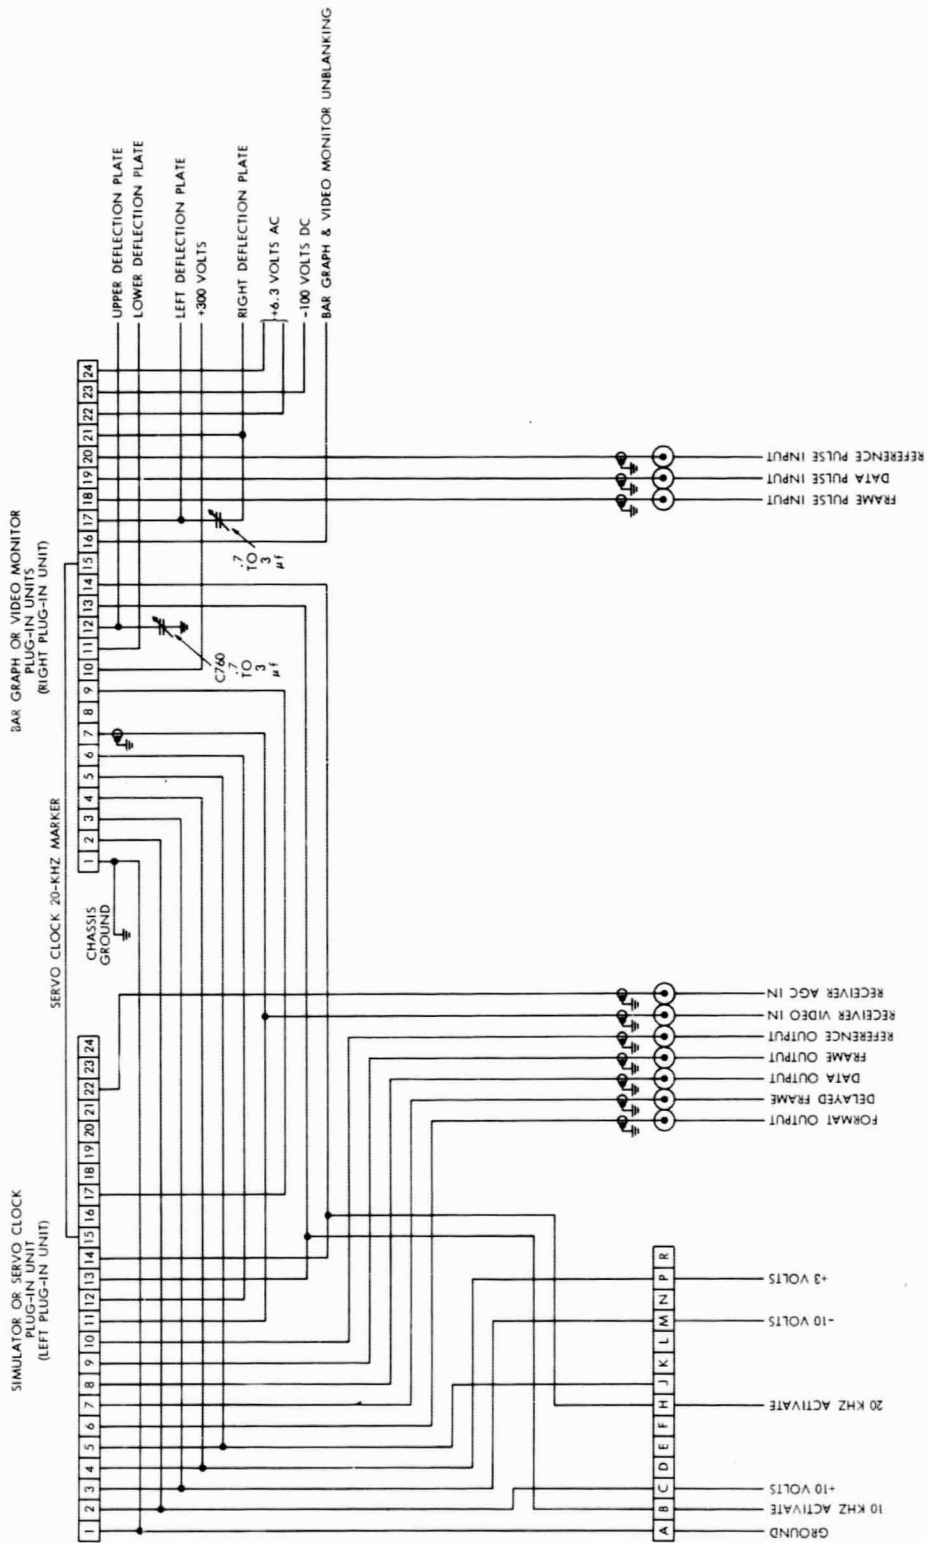 SIMULATOR OR SERVO CLOCK
PLUG-IN UNIT
(LEFT PLUG-IN UNIT)
BAR GRAPH OR VIDEO MONITOR
PLUG-IN UNITS
(RIGHT PLUG-IN UNIT)
SERVO CLOCK 20-KHZ MARKER
1 2 3 4 5 6 7 8 9 10 11 12 13 14 15 16 17 18 19 20 21 22 23 24
1 2 3 4 5 6 7 8 9 10 11 12 13 14 15 16 17 18 19 20 21 22 23 24
CHASSIS
GROUND
C760
.7
TO
3
µf
.7
TO
3
µf
UPPER DEFLECTION PLATE
LOWER DEFLECTION PLATE
LEFT DEFLECTION PLATE
+300 VOLTS
RIGHT DEFLECTION PLATE
+6.3 VOLTS AC
-100 VOLTS DC
BAR GRAPH & VIDEO MONITOR UNBLANKING
A B C D E F H J K L M N P R
GROUND
10 KHZ ACTIVATE
+10 VOLTS
20 KHZ ACTIVATE
-10 VOLTS
+3 VOLTS
FORMAT OUTPUT
DELAYED FRAME
DATA OUTPUT
FRAME OUTPUT
REFERENCE OUTPUT
RECEIVER VIDEO IN
RECEIVER AGC IN
FRAME PULSE INPUT
DATA PULSE INPUT
REFERENCE PULSE INPUT